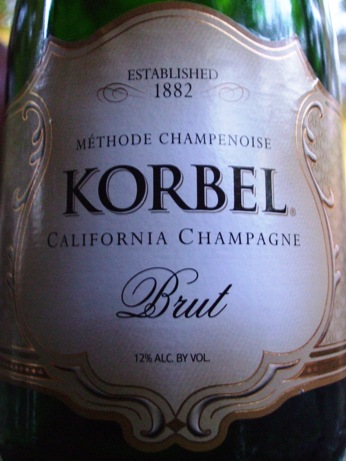 ESTABLISHED
1882
MÉTHODE CHAMPENOISE
KORBEL®
CALIFORNIA CHAMPAGNE
Brut
12% ALC. BY VOL.